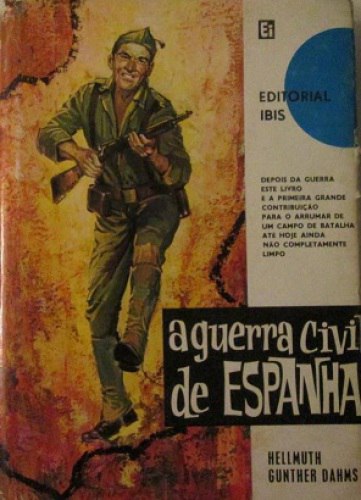 Ei
EDITORIAL
IBIS
DEPOIS DA GUERRA
ESTE LIVRO
E A PRIMEIRA GRANDE
CONTRIBUIÇÃO
PARA O ARRUMAR DE
UM CAMPO DE BATALHA
ATE HOJE AINDA
NÃO COMPLETAMENTE
LIMPO
a guerra civil
de ESPANHA
HELLMUTH
GUNTHER DAHMS